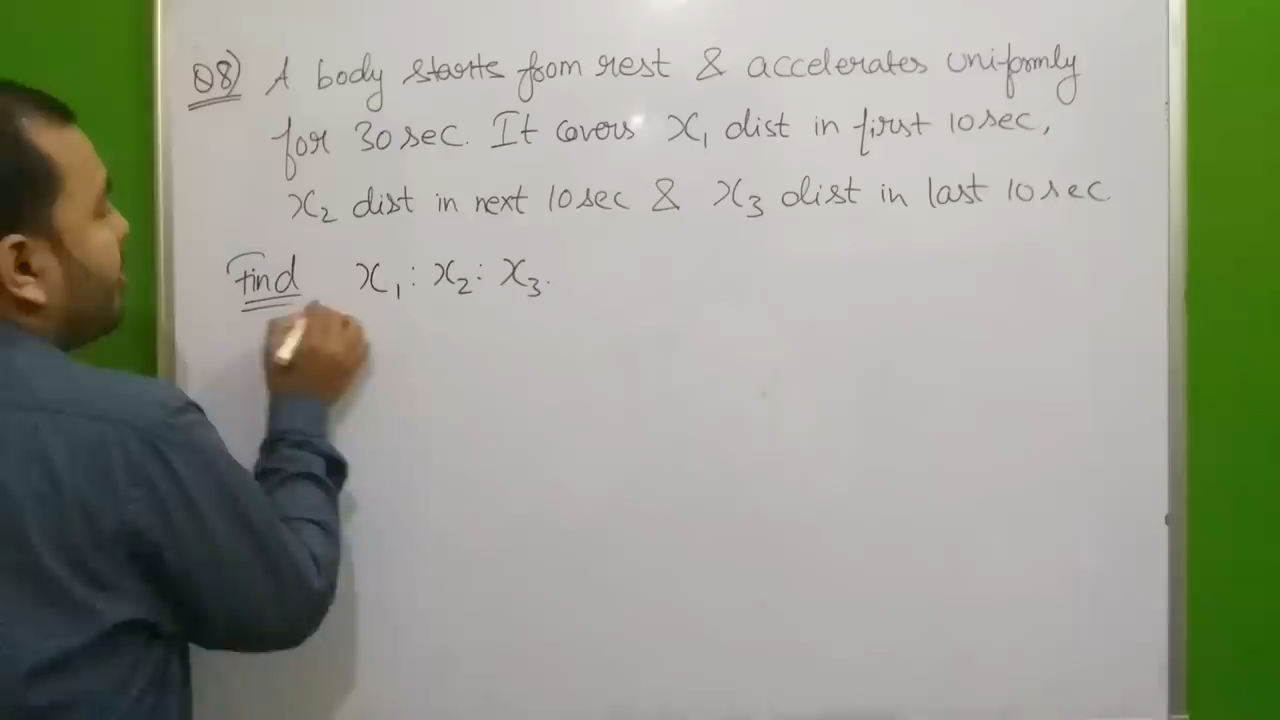 Q8) A body starts from rest & accelerates uniformly
for 30 sec. It covers x₁ dist in first 10 sec,
x₂ dist in next 10 sec & x₃ dist in last 10 sec.
Find x₁ : x₂ : x₃.